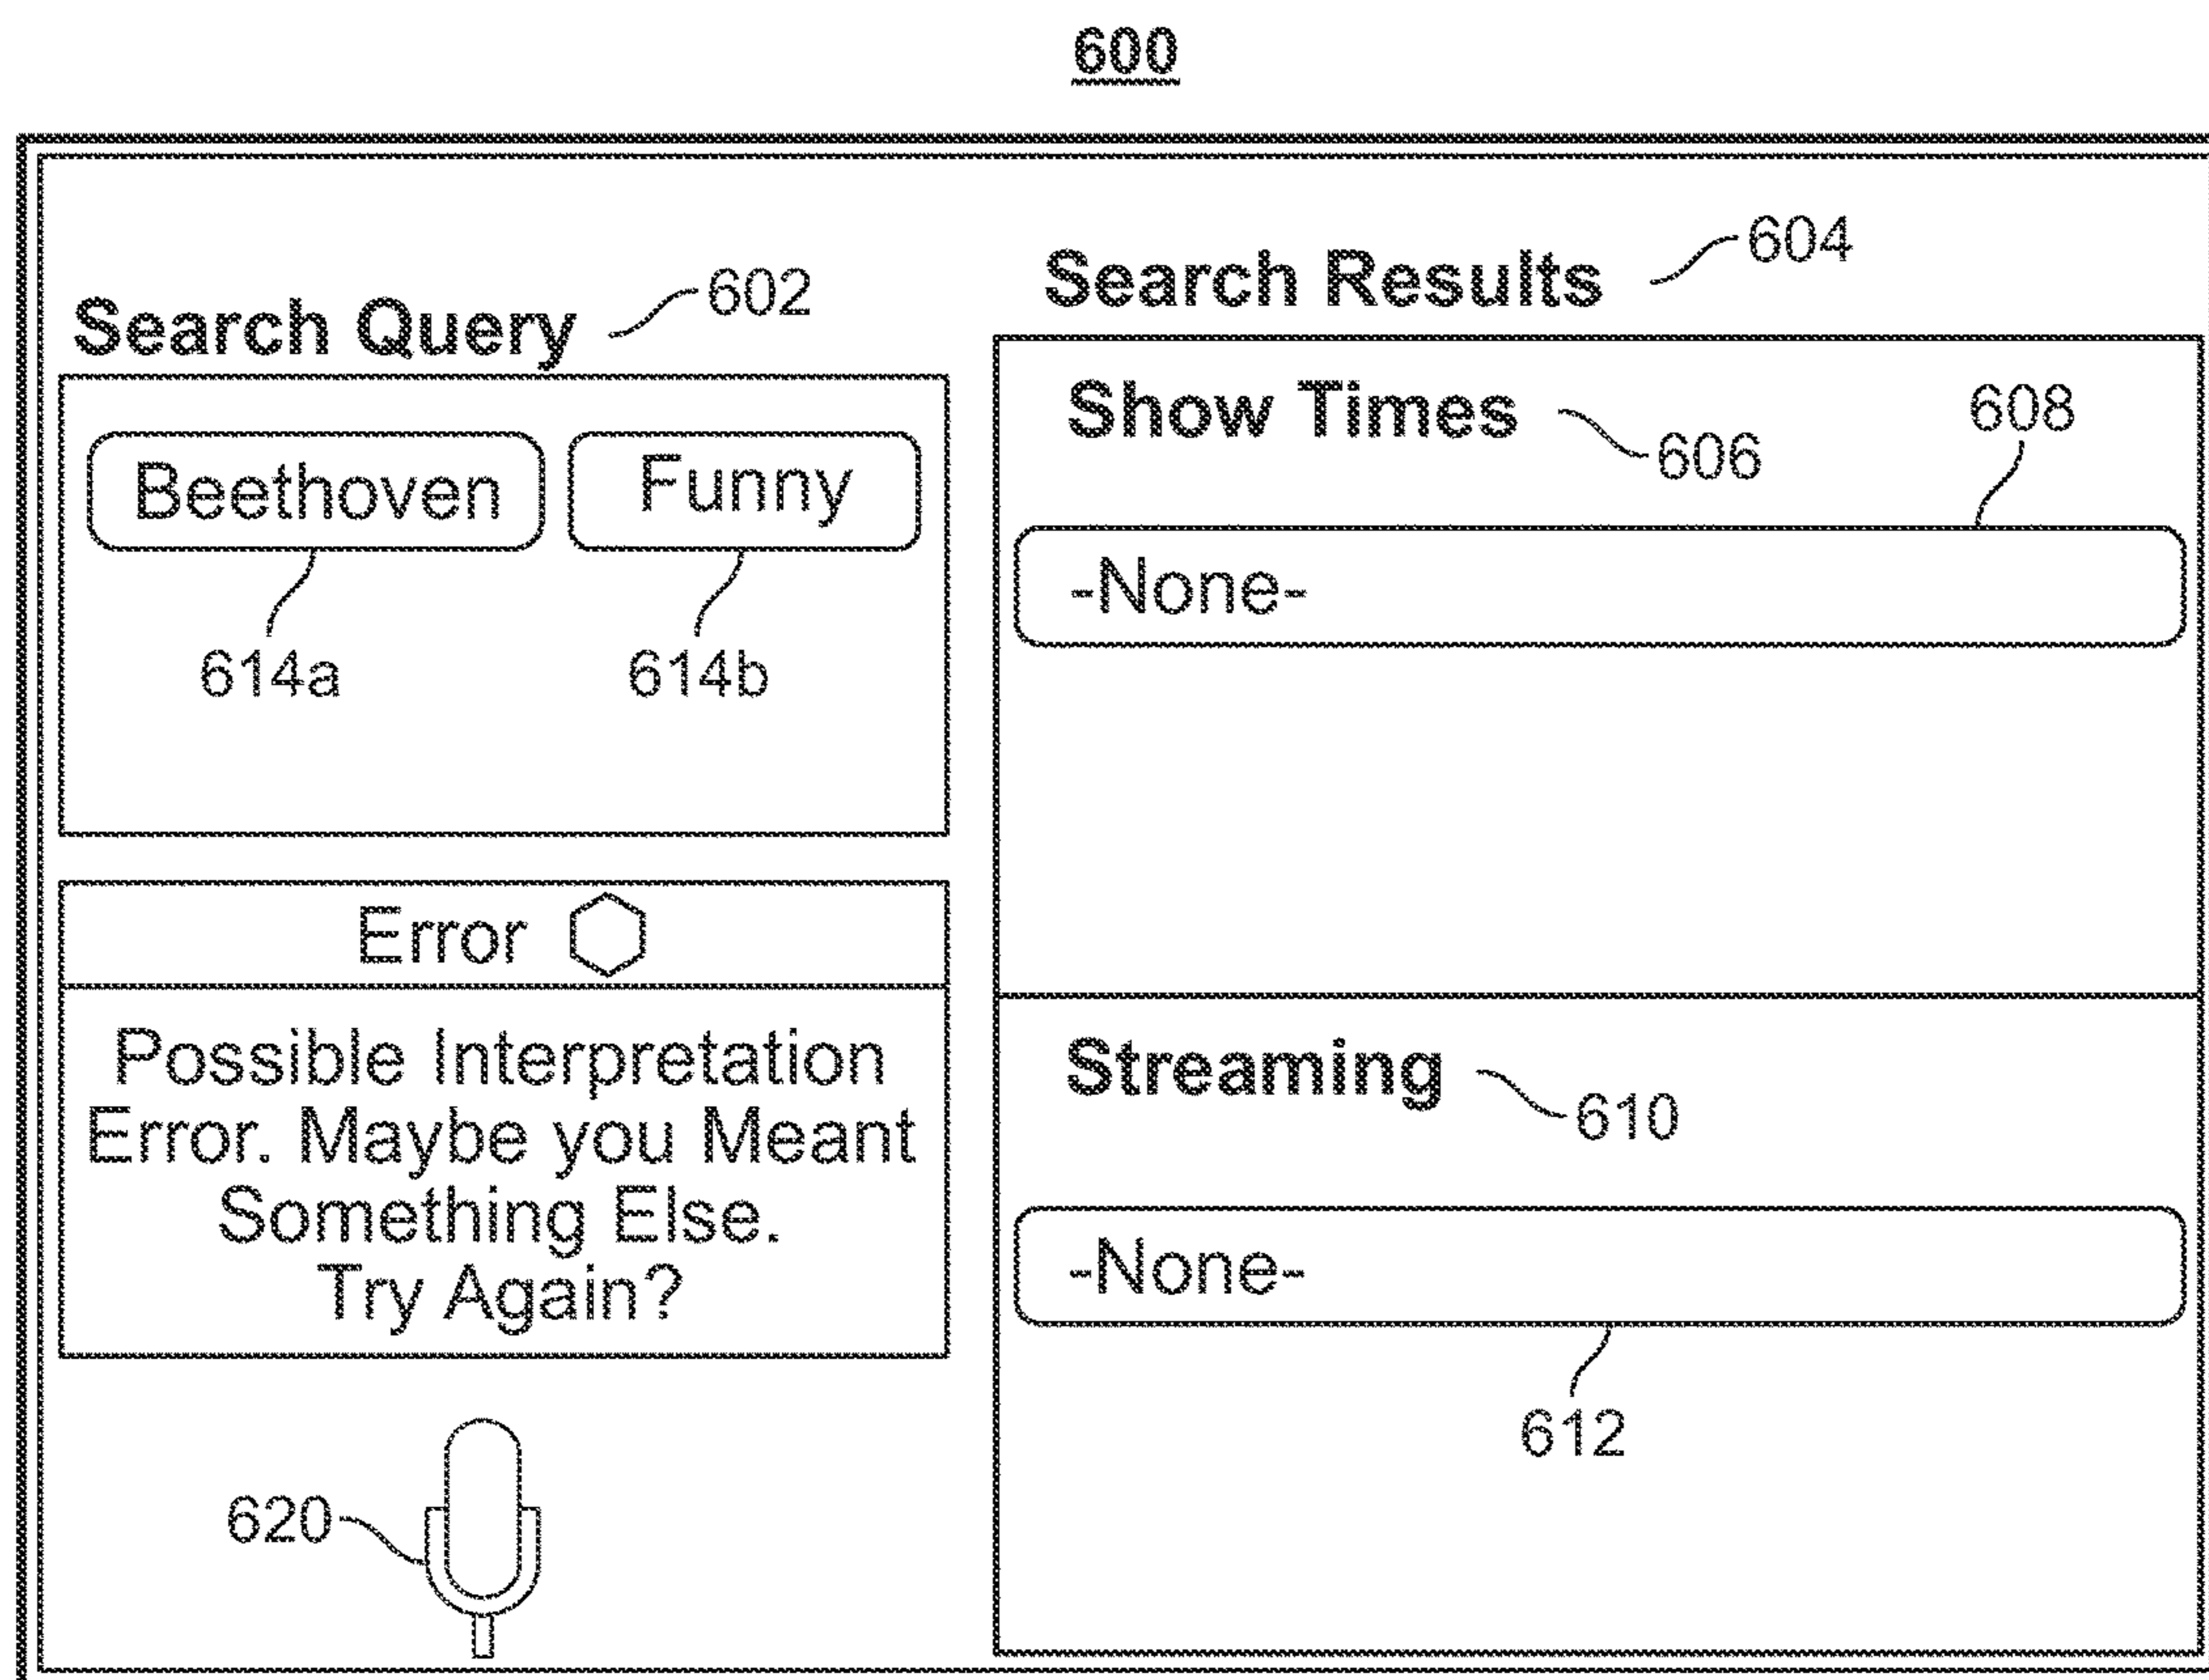 600
Search Query 602
Beethoven Funny
614a 614b
Error
Possible Interpretation
Error. Maybe you Meant
Something Else.
Try Again?
620
Search Results 604
Show Times 606
608
-None-
Streaming 610
-None-
612